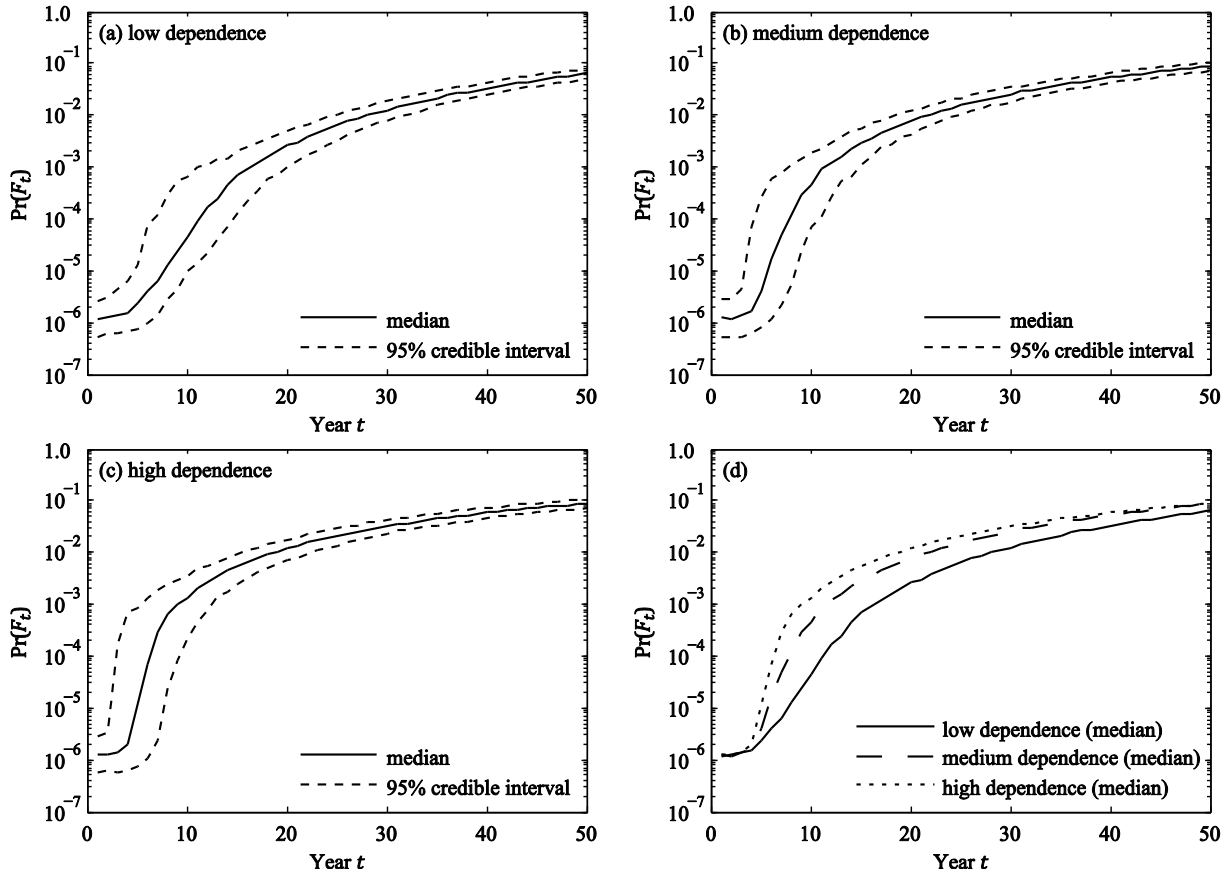 (a) low dependence
1.0
10⁻¹
10⁻²
10⁻³
10⁻⁴
10⁻⁵
10⁻⁶
10⁻⁷
Pr(Fₜ)
median
95% credible interval
0 10 20 30 40 50
Year t
(b) medium dependence
1.0
10⁻¹
10⁻²
10⁻³
10⁻⁴
10⁻⁵
10⁻⁶
10⁻⁷
Pr(Fₜ)
median
95% credible interval
0 10 20 30 40 50
Year t
(c) high dependence
1.0
10⁻¹
10⁻²
10⁻³
10⁻⁴
10⁻⁵
10⁻⁶
10⁻⁷
Pr(Fₜ)
median
95% credible interval
0 10 20 30 40 50
Year t
(d)
1.0
10⁻¹
10⁻²
10⁻³
10⁻⁴
10⁻�5
10⁻⁶
10⁻⁷
Pr(Fₜ)
low dependence (median)
medium dependence (median)
high dependence (median)
0 10 20 30 40 50
Year t